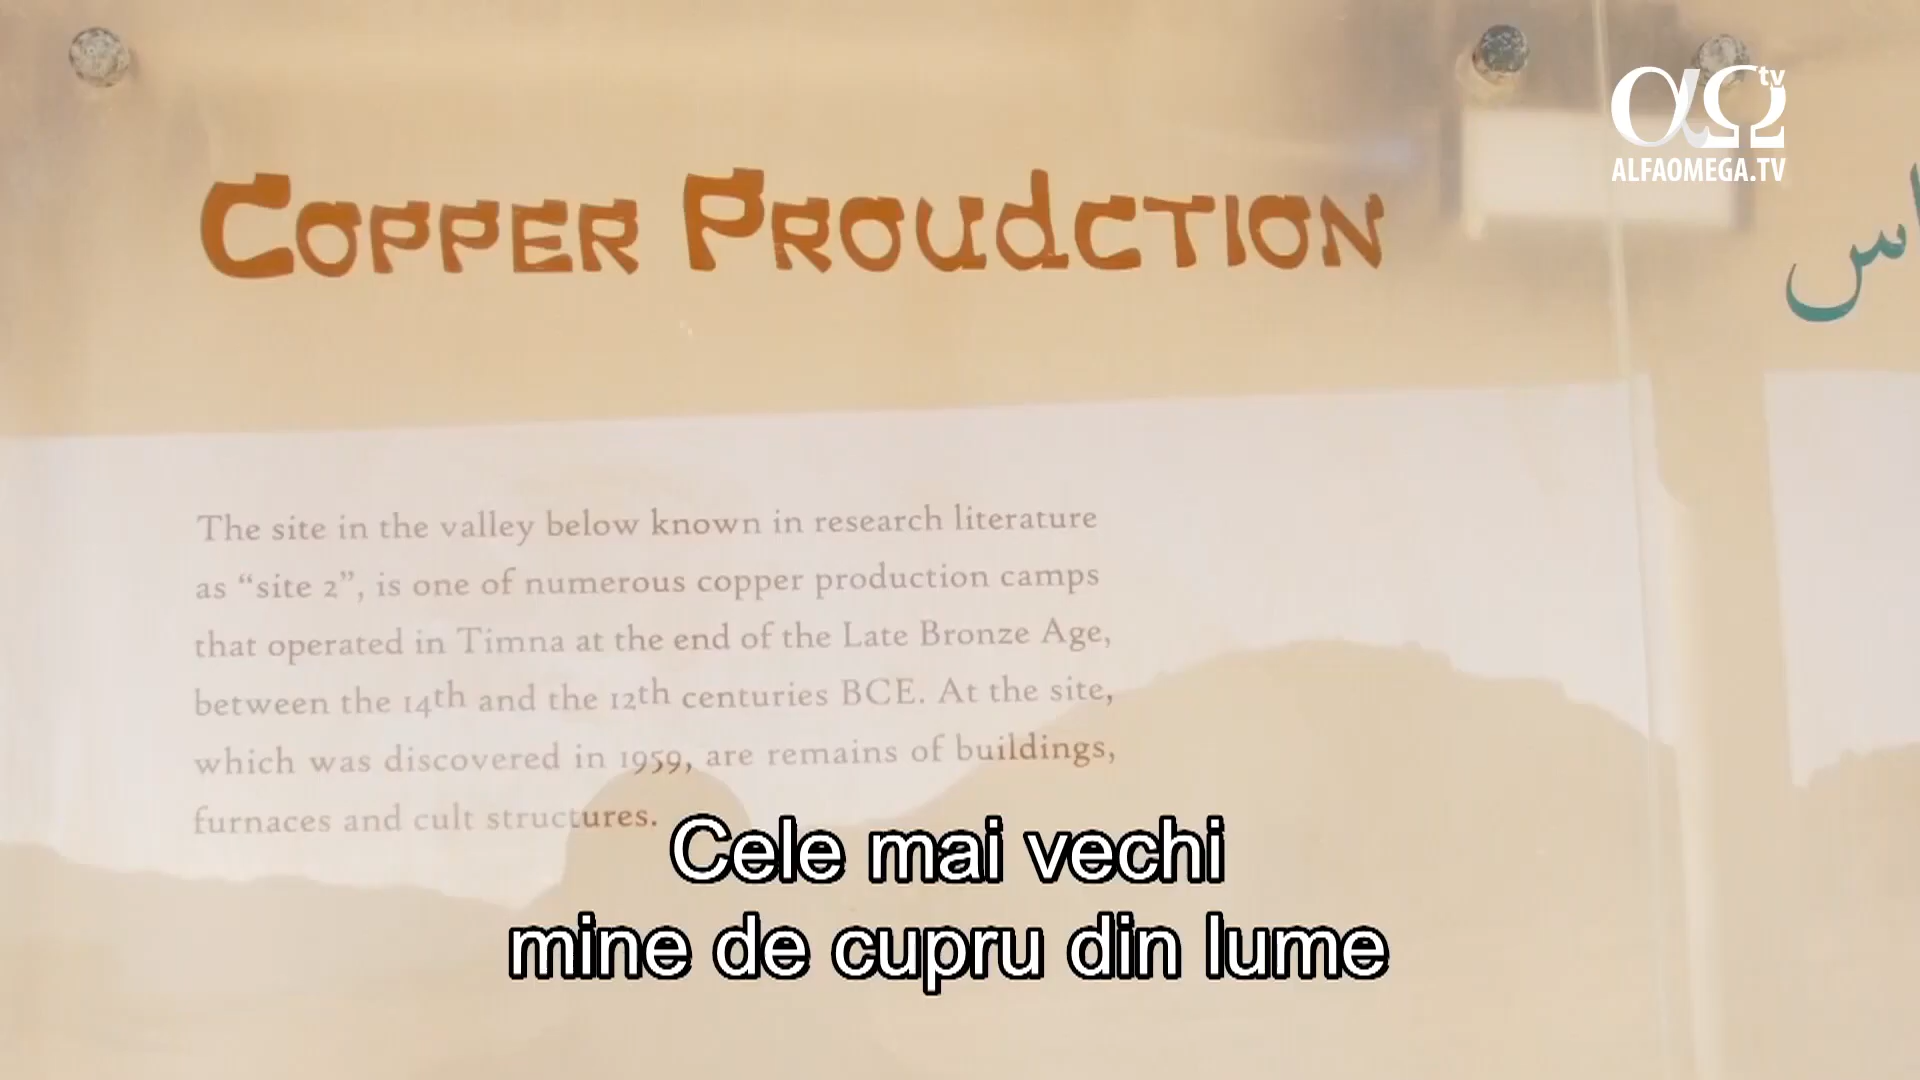 αΩ tv
ALFAOMEGA.TV
COPPER PROUDCTION
The site in the valley below known in research literature
as “site 2”, is one of numerous copper production camps
that operated in Timna at the end of the Late Bronze Age,
between the 14th and the 12th centuries BCE. At the site,
which was discovered in 1959, are remains of buildings,
furnaces and cult structures.
Cele mai vechi
mine de cupru din lume